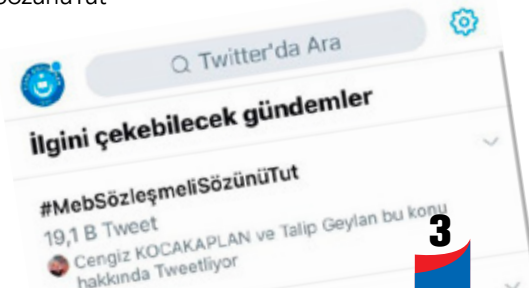 SözünüTut
Twitter'da Ara
İlgini çekebilecek gündemler
#MebSözleşmeliSözünüTut
19,1 B Tweet
Cengiz KOCAKAPLAN ve Talip Geylan bu konu
hakkında Tweetliyor
3